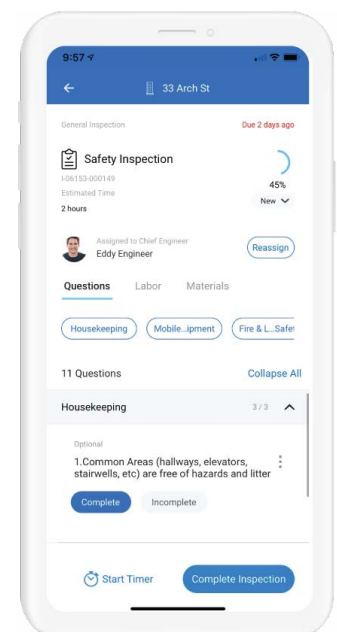 9:57
33 Arch St
General Inspection
Due 2 days ago
Safety Inspection
I-06153-000149
45%
Estimated Time
New
2 hours
Assigned to Chief Engineer
Eddy Engineer
Reassign
Questions Labor Materials
Housekeeping Mobile...ipment Fire & L...Safet
11 Questions
Collapse All
Housekeeping
3 / 3
Optional
1.Common Areas (hallways, elevators,
stairwells, etc) are free of hazards and litter
Complete Incomplete
Start Timer
Complete Inspection